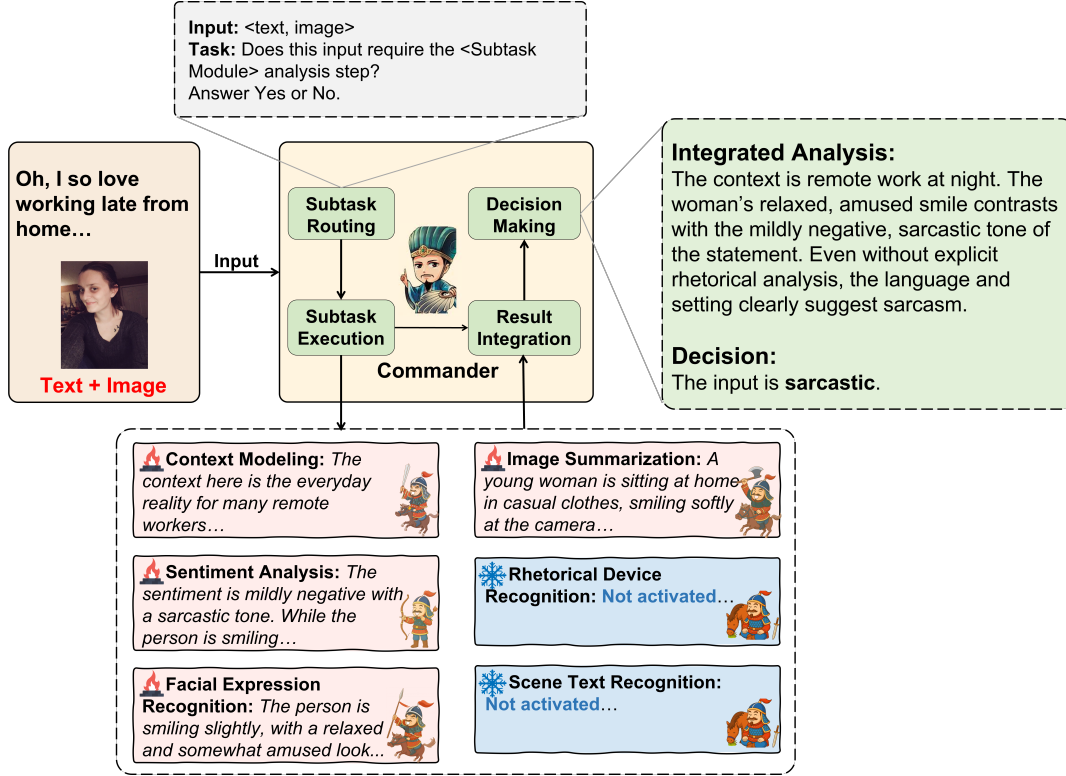 Input: <text, image>
Task: Does this input require the <Subtask
Module> analysis step?
Answer Yes or No.
Oh, I so love
working late from
home…
Text + Image
Input
Subtask
Routing
Decision
Making
Subtask
Execution
Result
Integration
Commander
Integrated Analysis:
The context is remote work at night. The
woman’s relaxed, amused smile contrasts
with the mildly negative, sarcastic tone of
the statement. Even without explicit
rhetorical analysis, the language and
setting clearly suggest sarcasm.
Decision:
The input is sarcastic.
Context Modeling: The
context here is the everyday
reality for many remote
workers…
Image Summarization: A
young woman is sitting at home
in casual clothes, smiling softly
at the camera…
Sentiment Analysis: The
sentiment is mildly negative with
a sarcastic tone. While the
person is smiling…
Rhetorical Device
Recognition: Not activated…
Facial Expression
Recognition: The person is
smiling slightly, with a relaxed
and somewhat amused look...
Scene Text Recognition:
Not activated…